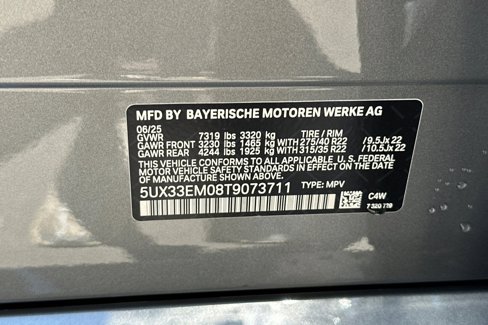 MFD BY BAYERISCHE MOTOREN WERKE AG
06/25
GVWR 7319 lbs 3320 kg TIRE / RIM
GAWR FRONT 3230 lbs 1465 kg WITH 275/40 R22 /9.5Jx22
GAWR REAR 4244 lbs 1925 kg WITH 315/35 R22 /10.5Jx22
THIS VEHICLE CONFORMS TO ALL APPLICABLE U.S.
FEDERAL MOTOR VEHICLE SAFETY STANDARDS IN
EFFECT ON THE DATE OF MANUFACTURE SHOWN ABOVE.
5UX33EM08T9073711 TYPE: MPV
C4W